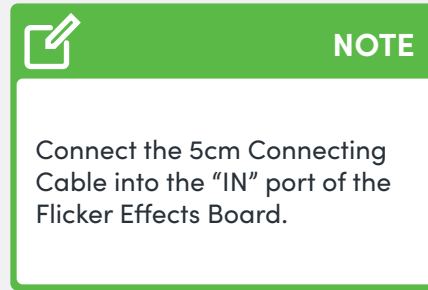 NOTE
Connect the 5cm Connecting
Cable into the “IN” port of the
Flicker Effects Board.